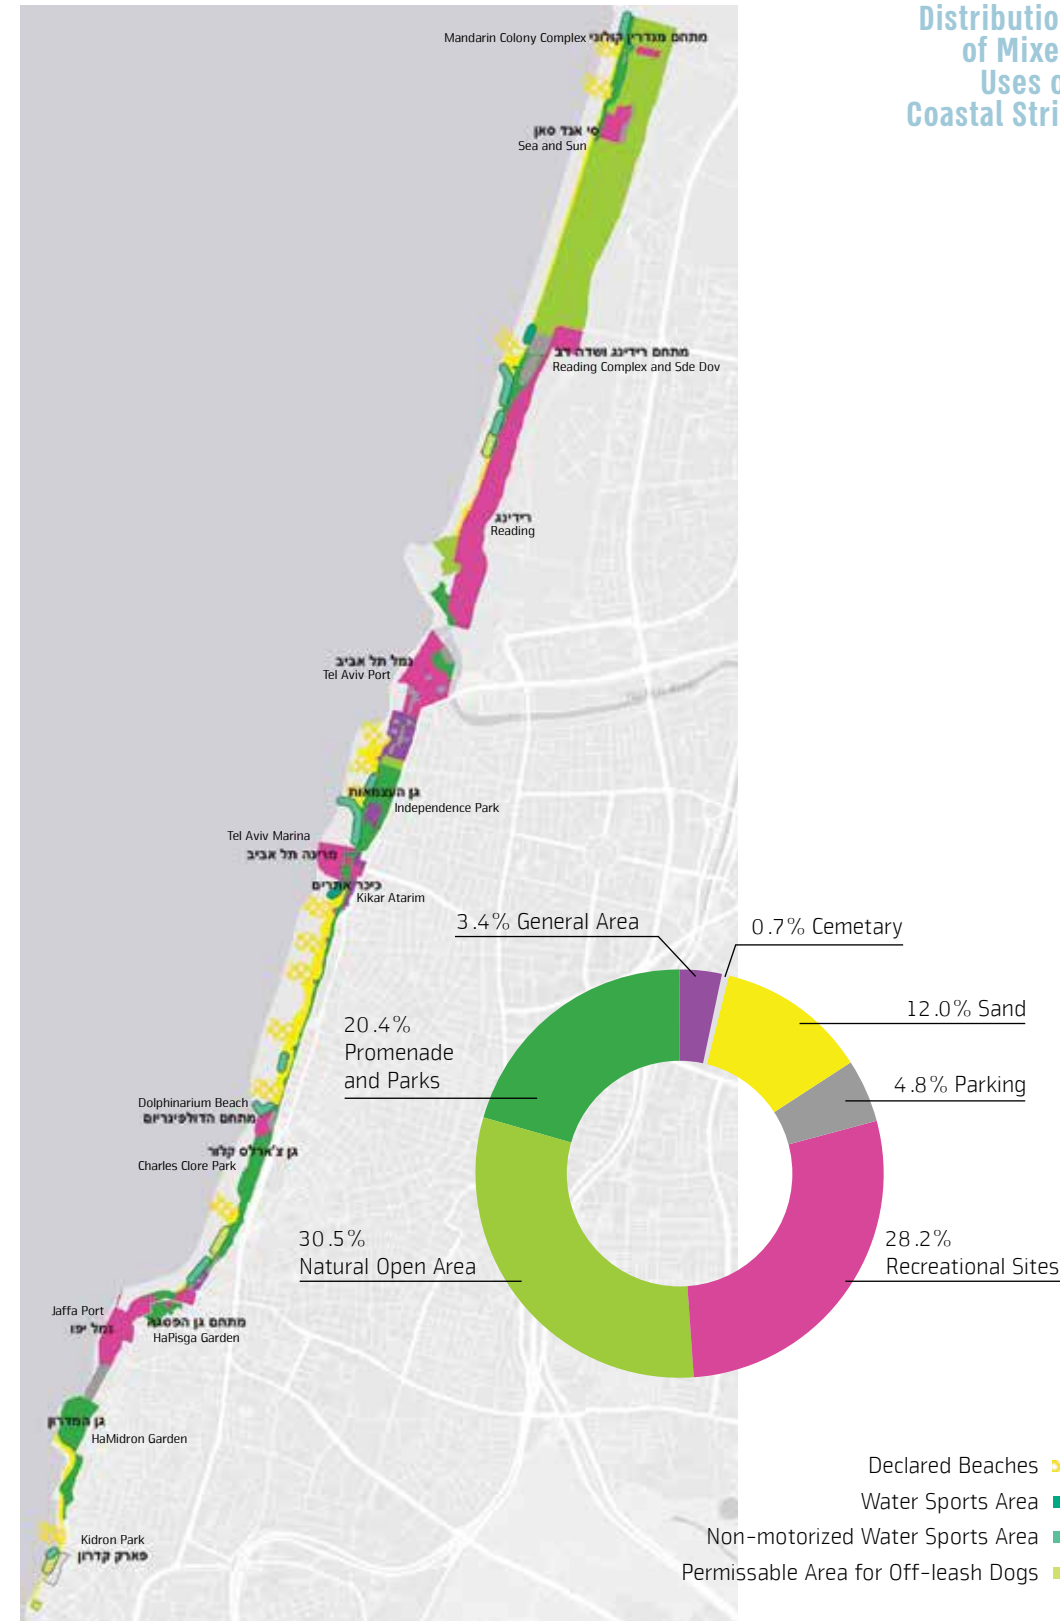 Distributio
of Mixe
Uses o
Coastal Stri
Mandarin Colony Complex מתחם מנדרין קולוני
סי אנד סאן
Sea and Sun
מתחם רידינג ושדה דב
Reading Complex and Sde Dov
רידינג
Reading
נמל תל אביב
Tel Aviv Port
גן העצמאות
Independence Park
Tel Aviv Marina
מרינה תל אביב
כיכר אתרים
Kikar Atarim
3.4% General Area
0.7% Cemetary
12.0% Sand
20.4%
Promenade
and Parks
4.8% Parking
Dolphinarium Beach
מתחם הדולפינריום
גן צ'ארלס קלור
Charles Clore Park
30.5%
Natural Open Area
28.2%
Recreational Sites
Jaffa Port
נמל יפו
מתחם גן הפסגה
HaPisga Garden
גן המדרון
HaMidron Garden
Declared Beaches
Water Sports Area
Non-motorized Water Sports Area
Permissable Area for Off-leash Dogs
Kidron Park
פארק קדרון